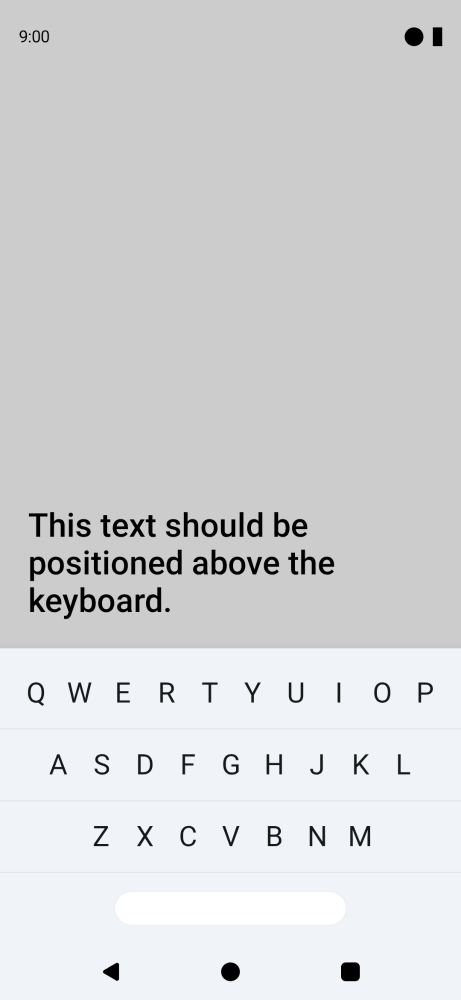 9:00
This text should be
positioned above the
keyboard.
Q W E R T Y U I O P
A S D F G H J K L
Z X C V B N M